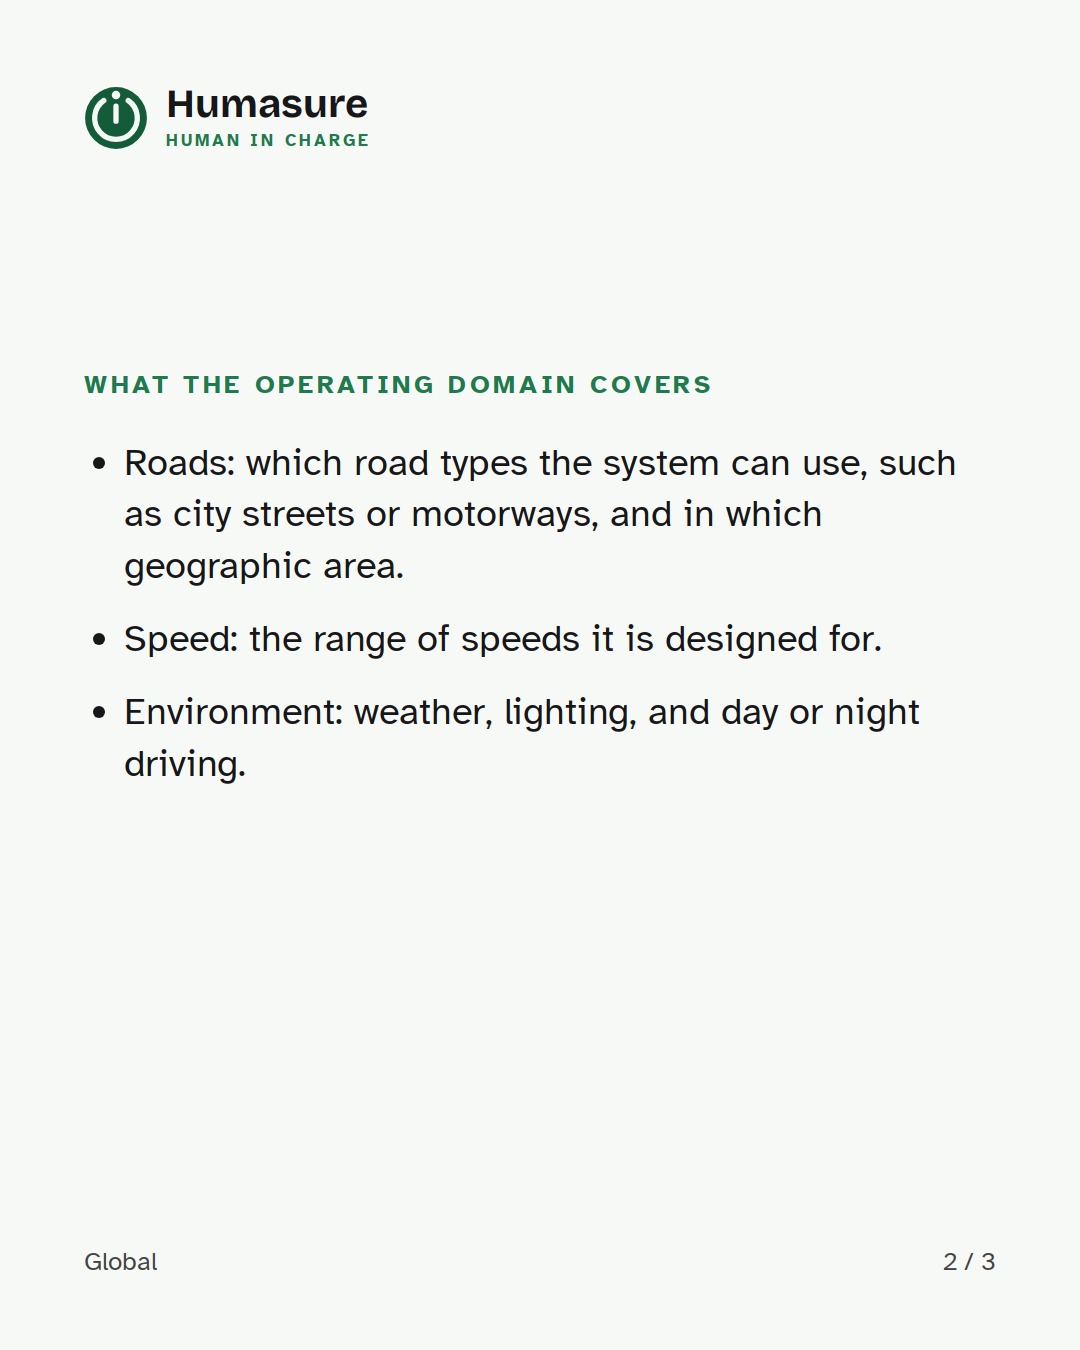 Humasure
HUMAN IN CHARGE
WHAT THE OPERATING DOMAIN COVERS
• Roads: which road types the system can use, such
as city streets or motorways, and in which
geographic area.
• Speed: the range of speeds it is designed for.
• Environment: weather, lighting, and day or night
driving.
Global
2 / 3